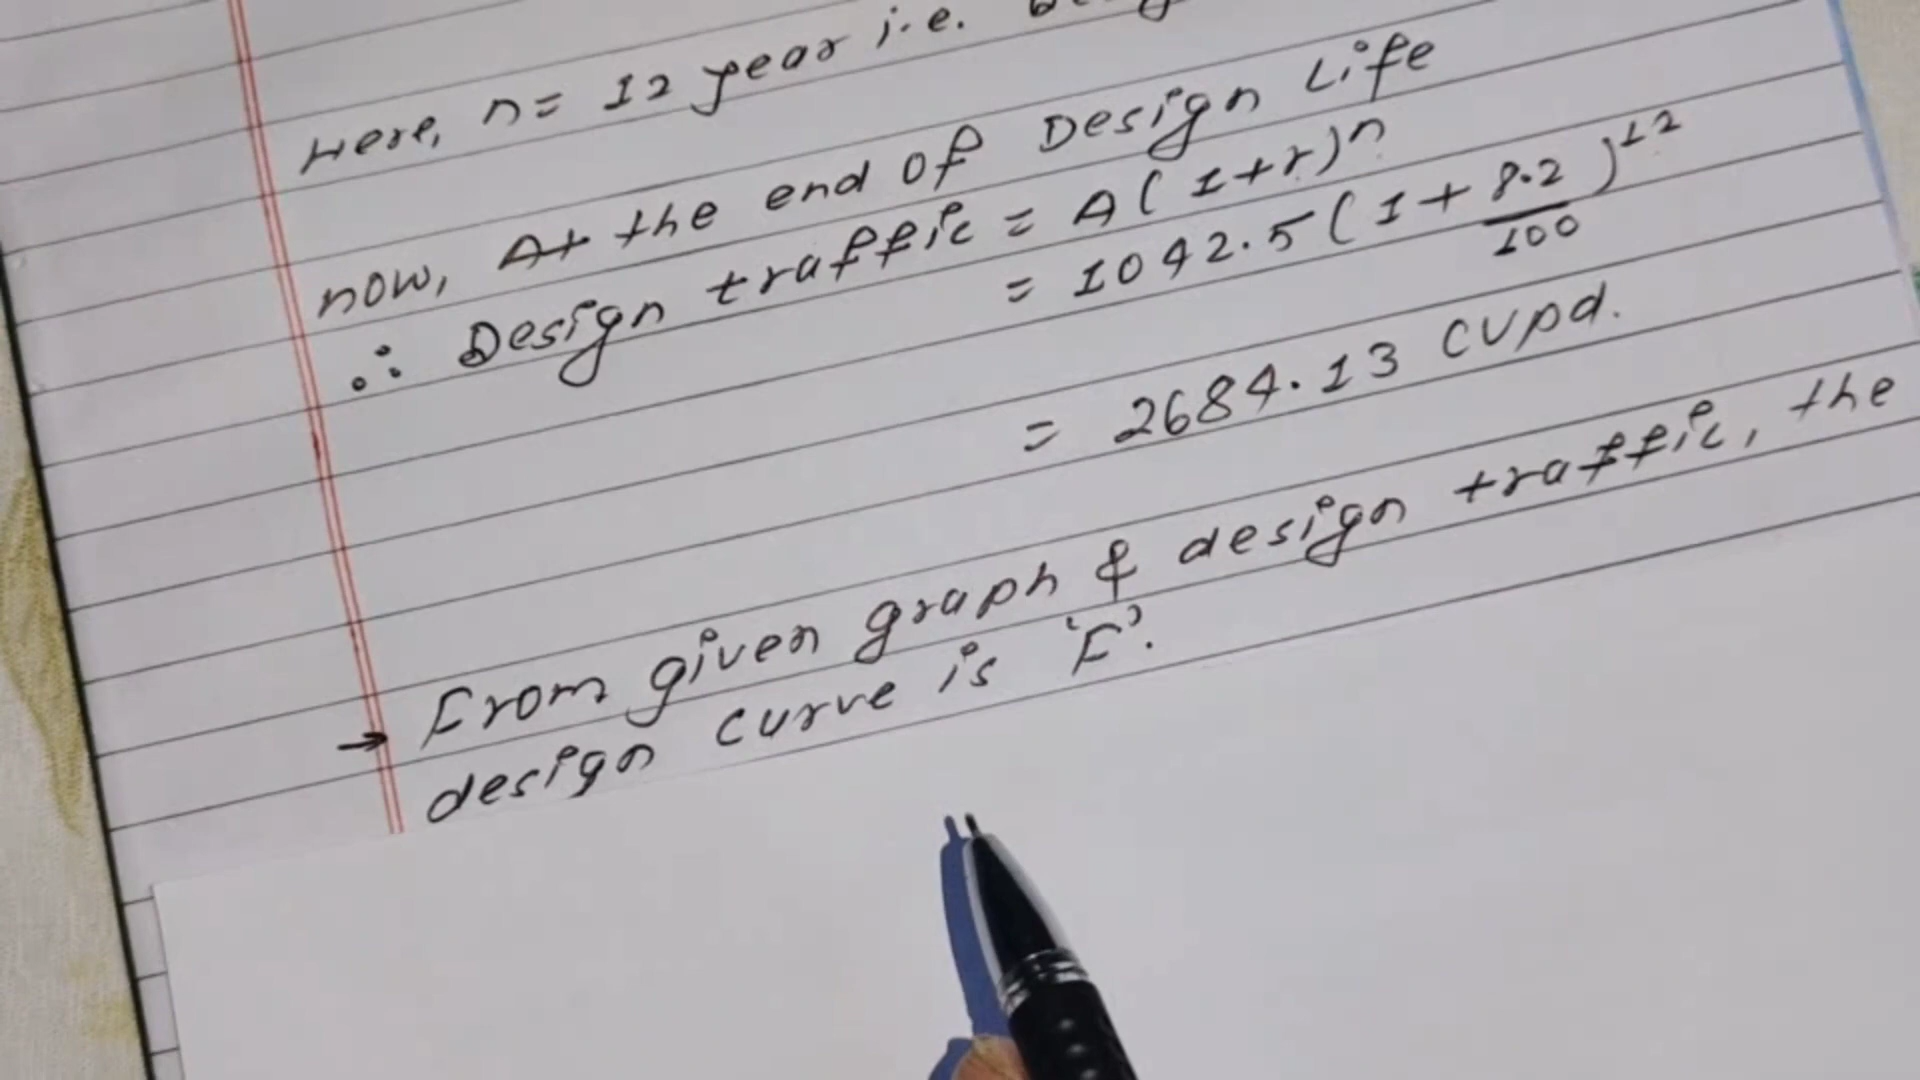 Here, n = 12 year i.e.
now, At the end of Design Life
∴ Design traffic = A(1+r)^n
= 1042.5(1 + 8.2/100)^12
= 2684.13 CVPd.
→ From given graph & design traffic, the
design curve is 'F'.